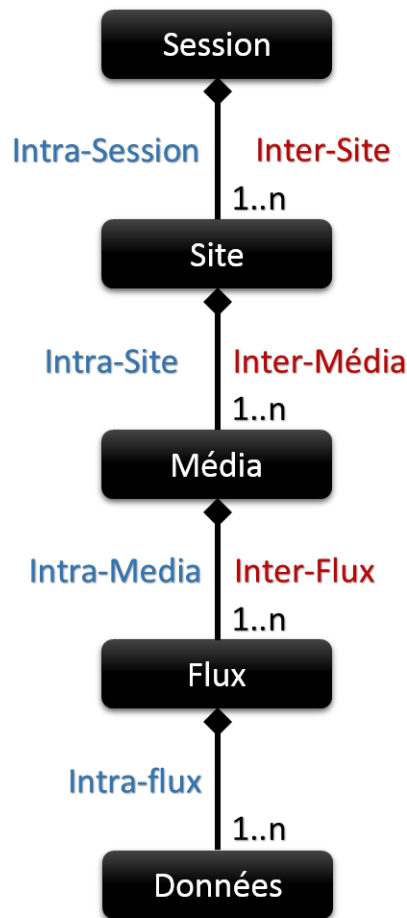 Session
Intra-Session Inter-Site
1..n
Site
Intra-Site Inter-Média
1..n
Média
Intra-Media Inter-Flux
1..n
Flux
Intra-flux
1..n
Données